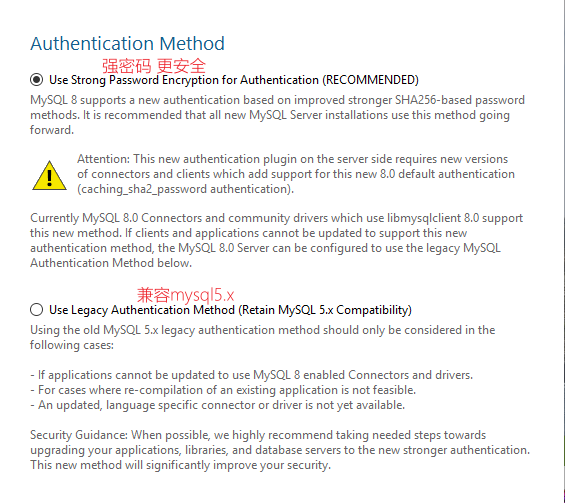 Authentication Method
强密码 更安全
Use Strong Password Encryption for Authentication (RECOMMENDED)
MySQL 8 supports a new authentication based on improved stronger SHA256-based password
methods. It is recommended that all new MySQL Server installations use this method going
forward.
Attention: This new authentication plugin on the server side requires new versions
of connectors and clients which add support for this new 8.0 default authentication
(caching_sha2_password authentication).
Currently MySQL 8.0 Connectors and community drivers which use libmysqlclient 8.0 support
this new method. If clients and applications cannot be updated to support this new
authentication method, the MySQL 8.0 Server can be configured to use the legacy MySQL
Authentication Method below.
兼容mysql5.x
Use Legacy Authentication Method (Retain MySQL 5.x Compatibility)
Using the old MySQL 5.x legacy authentication method should only be considered in the
following cases:
- If applications cannot be updated to use MySQL 8 enabled Connectors and drivers.
- For cases where re-compilation of an existing application is not feasible.
- An updated, language specific connector or driver is not yet available.
Security Guidance: When possible, we highly recommend taking needed steps towards
upgrading your applications, libraries, and database servers to the new stronger authentication.
This new method will significantly improve your security.